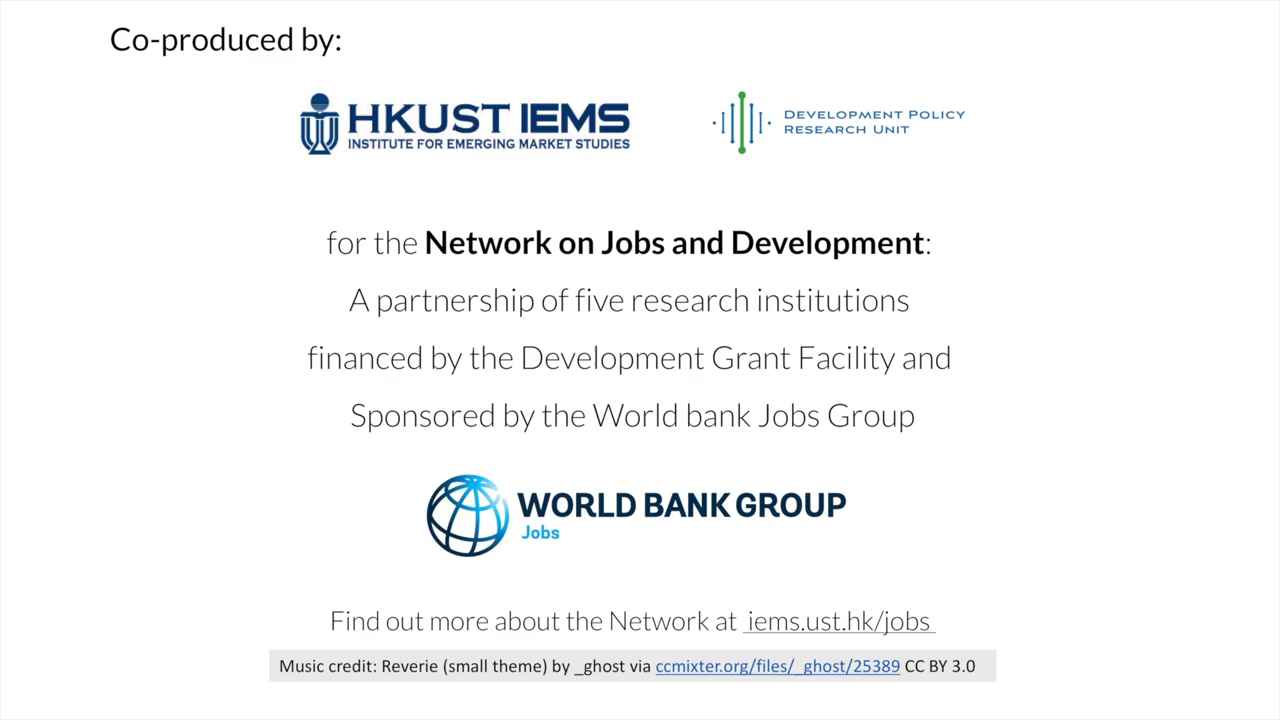 Co-produced by:
HKUST IEMS
INSTITUTE FOR EMERGING MARKET STUDIES
DEVELOPMENT POLICY
RESEARCH UNIT
for the Network on Jobs and Development:
A partnership of five research institutions
financed by the Development Grant Facility and
Sponsored by the World bank Jobs Group
WORLD BANK GROUP
Jobs
Find out more about the Network at iems.ust.hk/jobs
Music credit: Reverie (small theme) by _ghost via ccmixter.org/files/_ghost/25389 CC BY 3.0